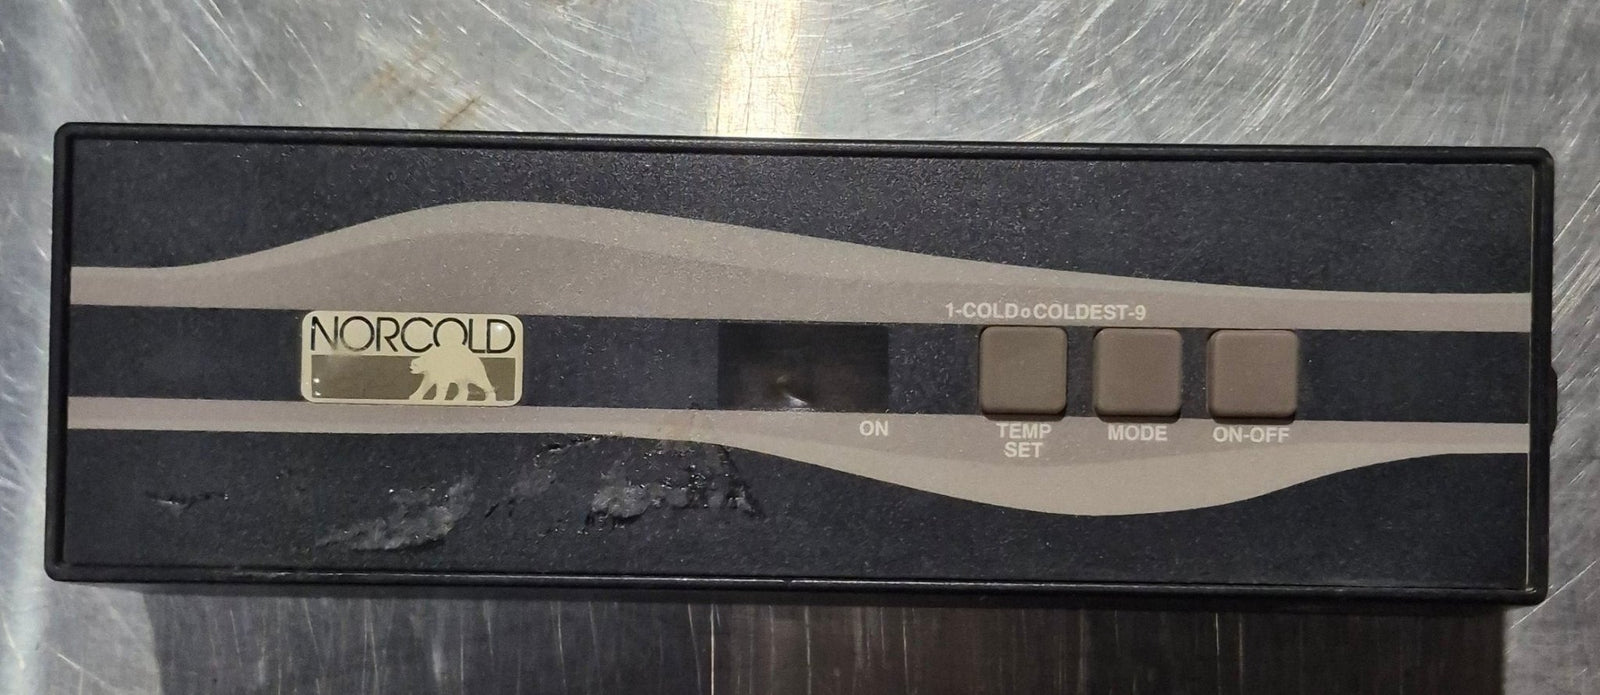 NORCOLD
1-COLD o COLDEST-9
ON
TEMP SET
MODE
ON-OFF